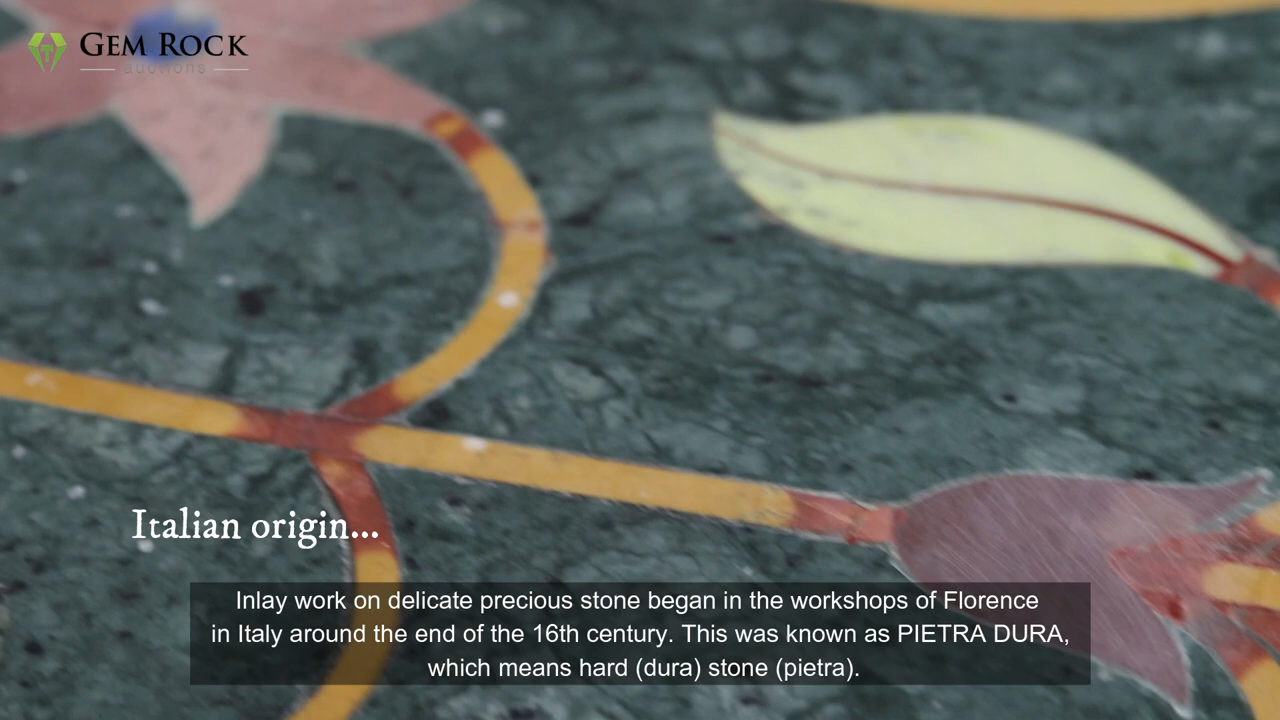 GEM ROCK
auctions
Italian origin...
Inlay work on delicate precious stone began in the workshops of Florence
in Italy around the end of the 16th century. This was known as PIETRA DURA,
which means hard (dura) stone (pietra).